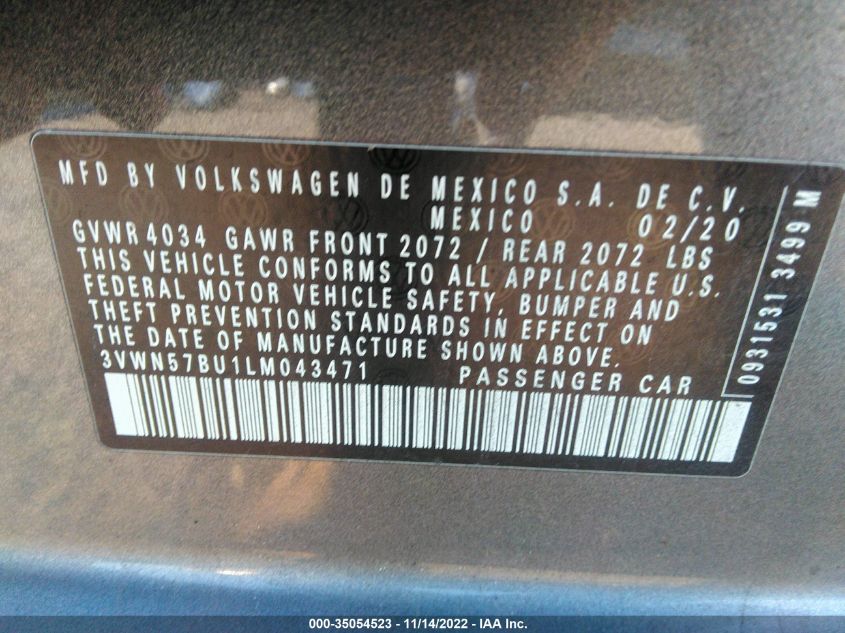 MFD BY VOLKSWAGEN DE MEXICO S.A. DE C.V.
MEXICO 02/20
GVWR 4034 GAWR FRONT 2072 / REAR 2072 LBS
THIS VEHICLE CONFORMS TO ALL APPLICABLE U.S.
FEDERAL MOTOR VEHICLE SAFETY, BUMPER AND
THEFT PREVENTION STANDARDS IN EFFECT ON
THE DATE OF MANUFACTURE SHOWN ABOVE.
3VWN57BU1LM043471 PASSENGER CAR
0931531 3499 M
000-35054523 - 11/14/2022 - IAA Inc.